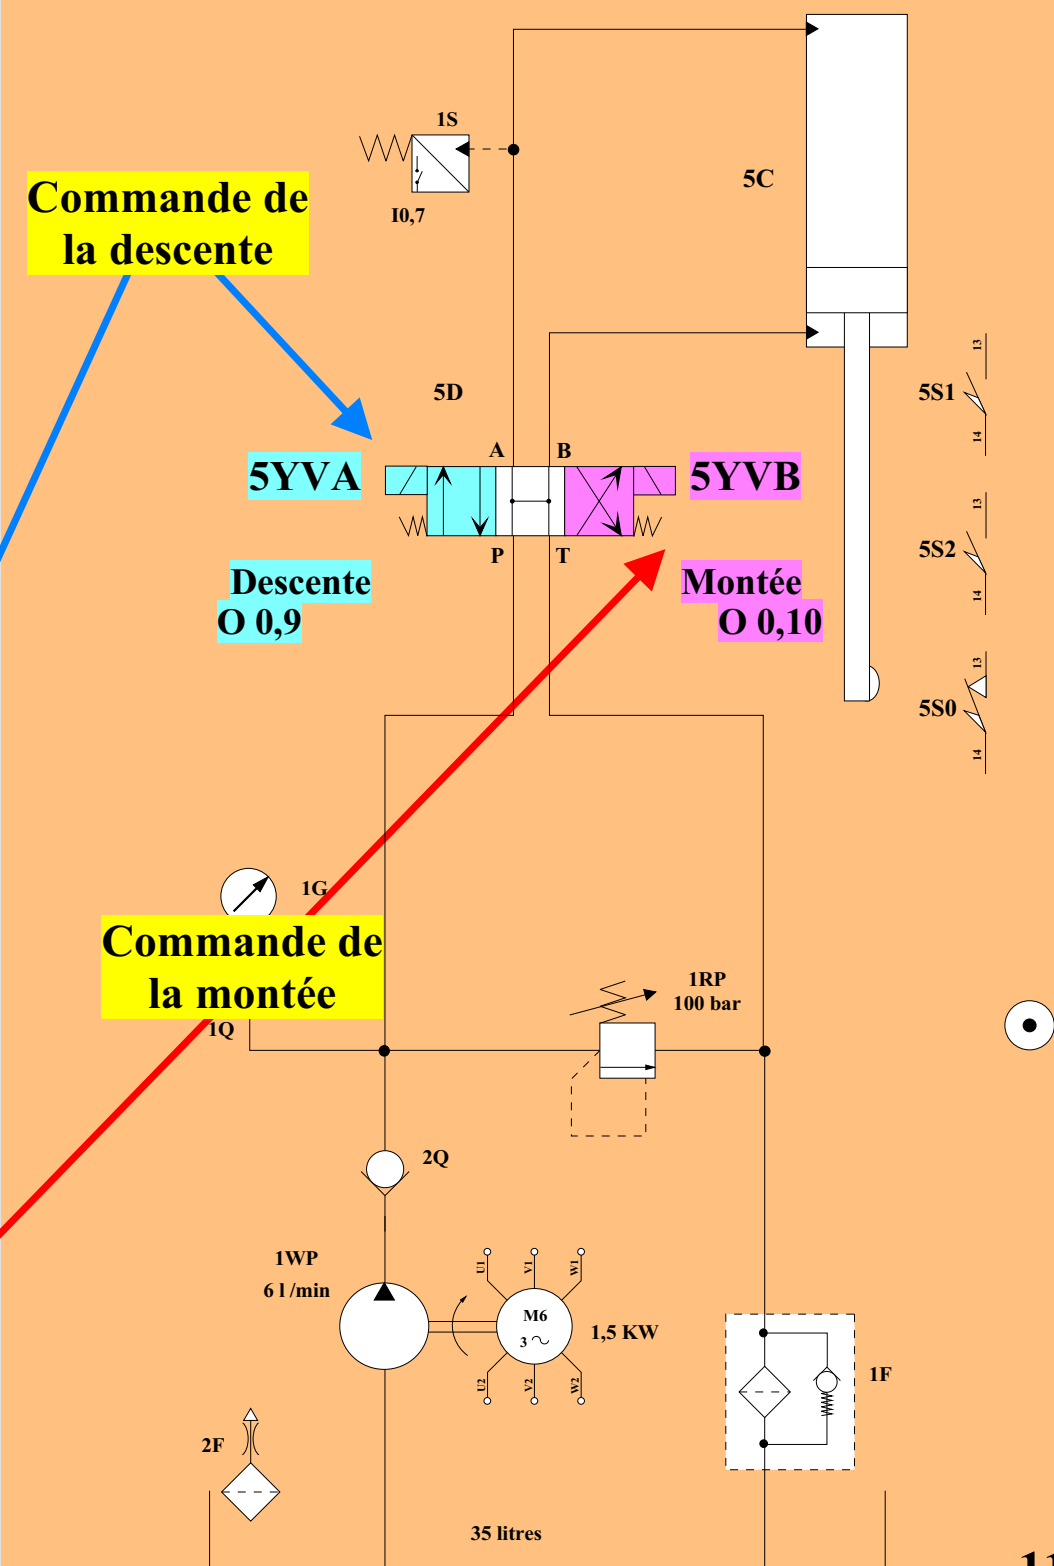 1S
I0,7
Commande de
la descente
5C
5D
13
5S1
14
A
B
5YVA
5YVB
P
T
13
5S2
14
Descente
O 0,9
Montée
O 0,10
13
5S0
14
1G
Commande de
la montée
1Q
1RP
100 bar
2Q
1WP
6 l /min
U1
V1
W1
M6
3
1,5 KW
U2
V2
W2
1F
2F
35 litres